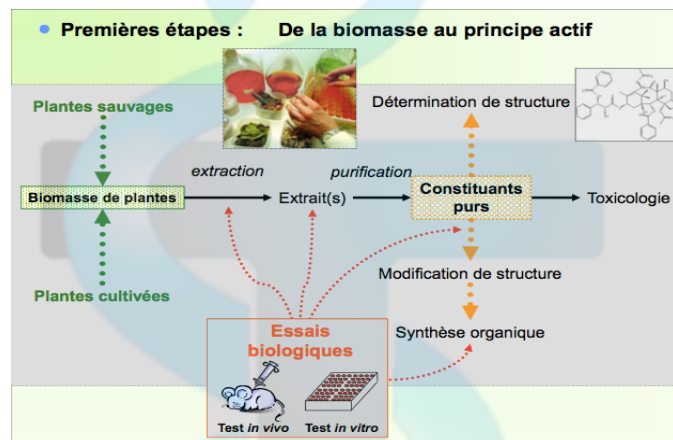 Premières étapes : De la biomasse au principe actif
Plantes sauvages
Détermination de structure
extraction
purification
Biomasse de plantes
Extrait(s)
Constituants
purs
Toxicologie
Plantes cultivées
Modification de structure
Essais
biologiques
Synthèse organique
Test in vivo
Test in vitro